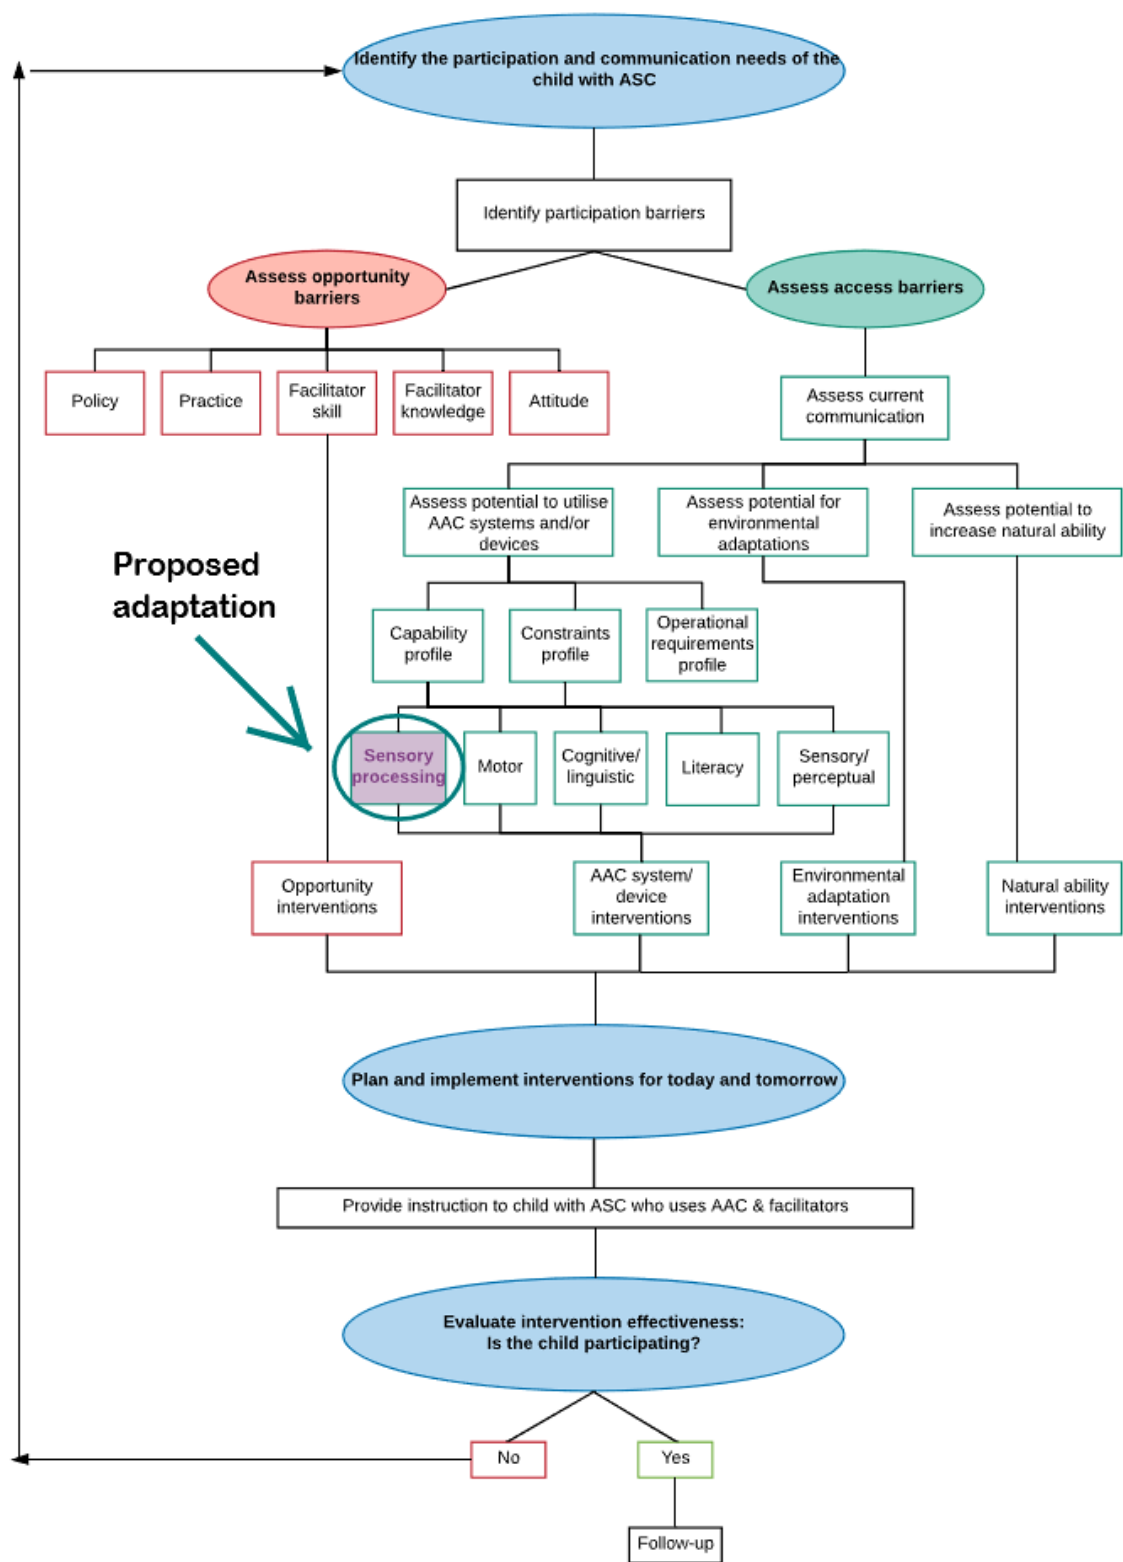 Identify the participation and communication needs of the
child with ASC
Identify participation barriers
Assess opportunity
barriers
Assess access barriers
Policy
Practice
Facilitator
skill
Facilitator
knowledge
Attitude
Assess current
communication
Assess potential to utilise
AAC systems and/or
devices
Assess potential for
environmental
adaptations
Assess potential to
increase natural ability
Proposed
adaptation
Capability
profile
Constraints
profile
Operational
requirements
profile
Sensory
processing
Motor
Cognitive/
linguistic
Literacy
Sensory/
perceptual
Opportunity
interventions
AAC system/
device
interventions
Environmental
adaptation
interventions
Natural ability
interventions
Plan and implement interventions for today and tomorrow
Provide instruction to child with ASC who uses AAC & facilitators
Evaluate intervention effectiveness:
Is the child participating?
No
Yes
Follow-up